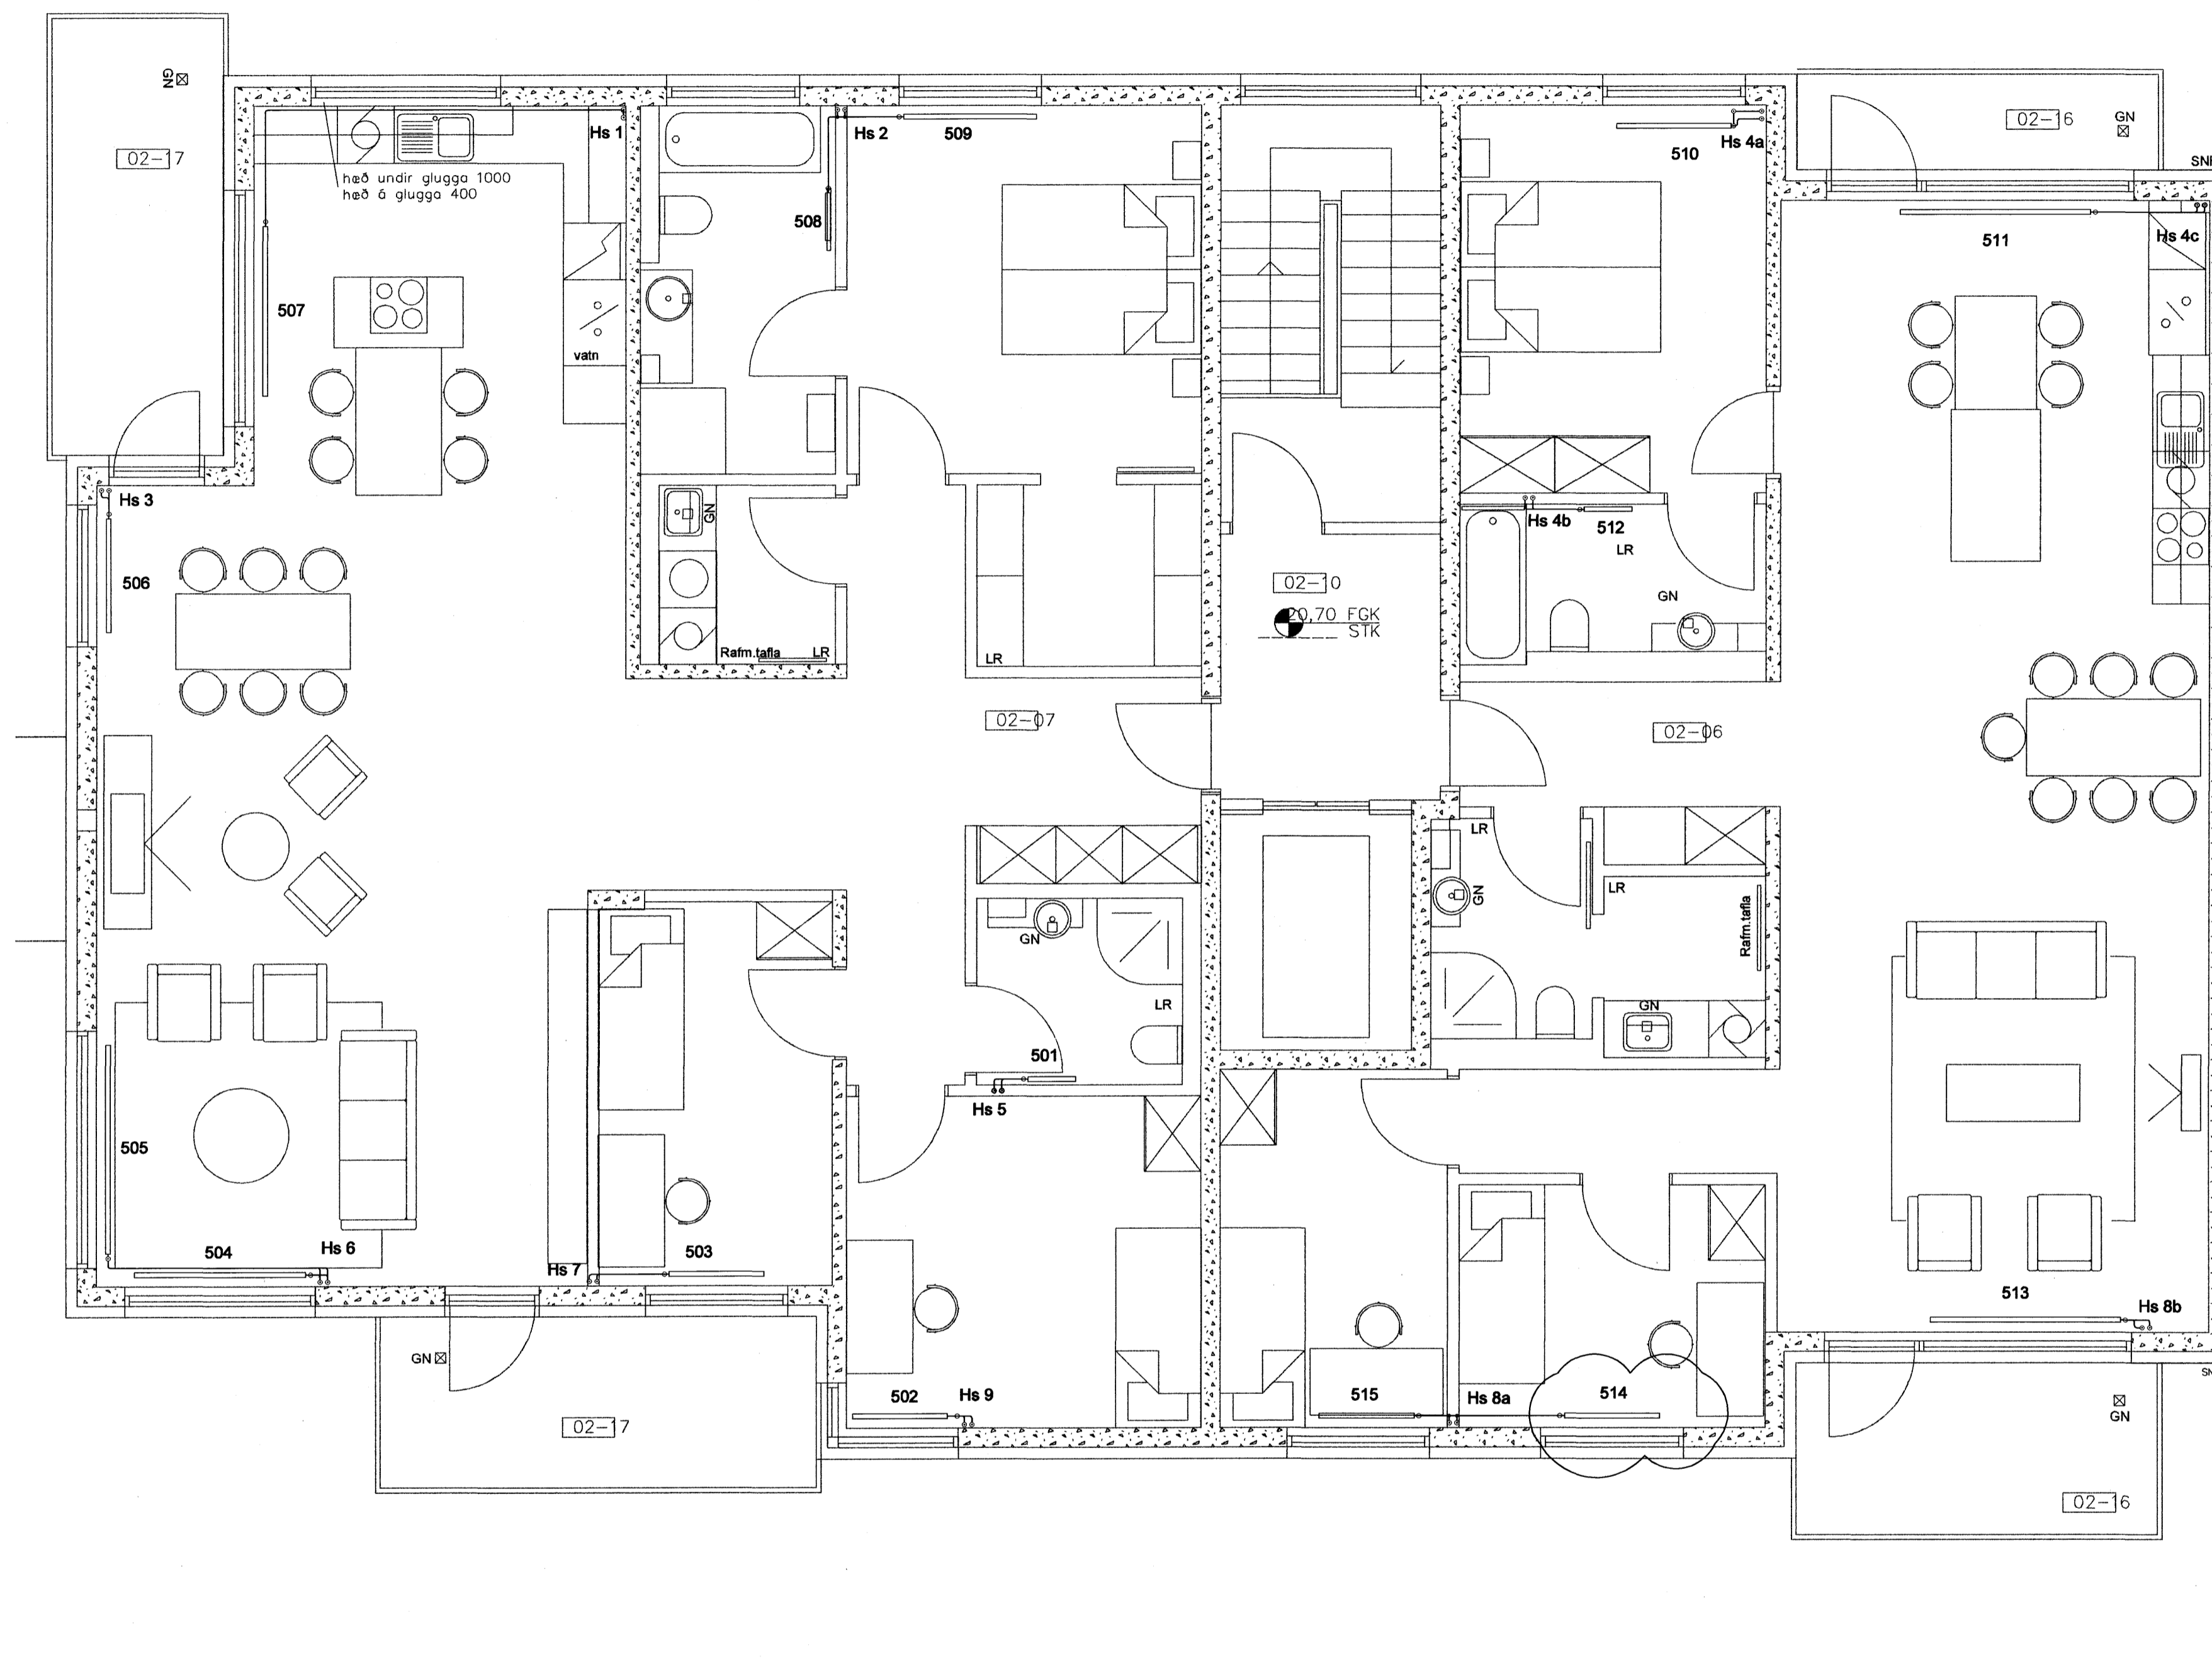 GN
02-17
Hs 1
hæð undir glugga 1000
hæð á glugga 400
Hs 2
509
508
507
vatn
510
Hs 4a
02-16
GN
511
Hs 4c
Hs 3
506
GN
Rafm.tafla
LR
LR
02-07
02-10
20,70 FGK
STK
Hs 4b
512
LR
GN
02-06
LR
GN
LR
Rafm.tafla
GN
GN
LR
501
Hs 5
505
504
Hs 6
Hs 7
503
GN
02-17
502
Hs 9
515
Hs 8a
514
513
Hs 8b
GN
02-16